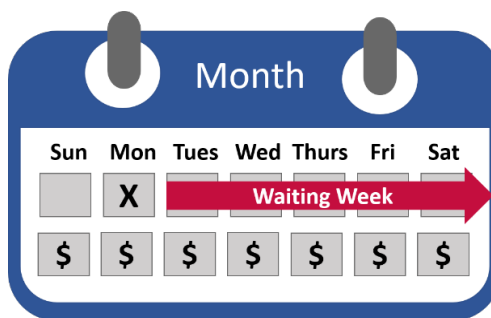 Month
Sun Mon Tues Wed Thurs Fri Sat
X Waiting Week
$ $ $ $ $ $ $